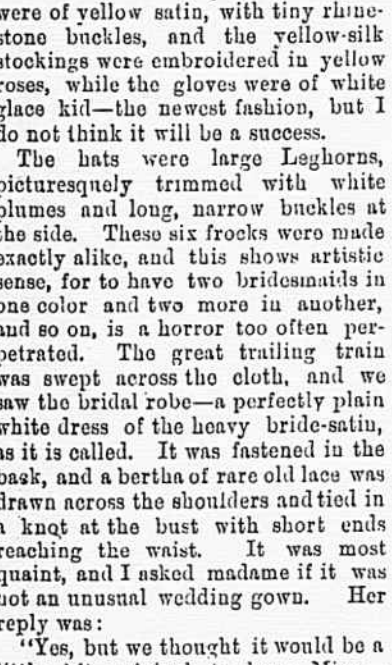 were of yellow satin, with tiny rhine-
stone buckles, and the yellow-silk
stockings were embroidered in yellow
roses, while the gloves were of white
glace kid—the newest fashion, but I
do not think it will be a success.
The hats were large Leghorns,
picturesquely trimmed with white
plumes and long, narrow buckles at
the side. These six frocks were made
exactly alike, and this shows artistic
sense, for to have two bridesmaids in
one color and two more in another,
and so on, is a horror too often per-
petrated. The great trailing train
was swept across the cloth, and we
saw the bridal robe—a perfectly plain
white dress of the heavy bride-satin,
as it is called. It was fastened in the
back, and a bertha of rare old lace was
drawn across the shoulders and tied in
a knot at the bust with short ends
reaching the waist. It was most
quaint, and I asked madame if it was
not an unusual wedding gown. Her
reply was:
"Yes, but we thought it would be a